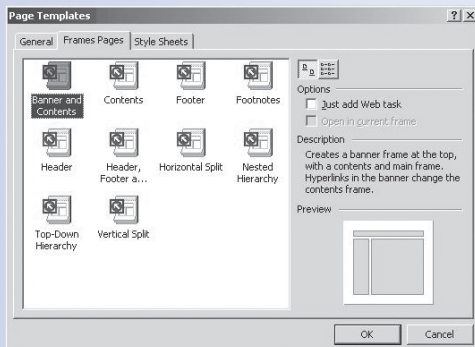 Page Templates
General Frames Pages Style Sheets
Banner and
Contents
Contents
Footer
Footnotes
Header
Header,
Footer a...
Horizontal Split
Nested
Hierarchy
Top-Down
Hierarchy
Vertical Split
Options
Just add Web task
Open in current frame
Description
Creates a banner frame at the top,
with a contents and main frame.
Hyperlinks in the banner change the
contents frame.
Preview
OK Cancel